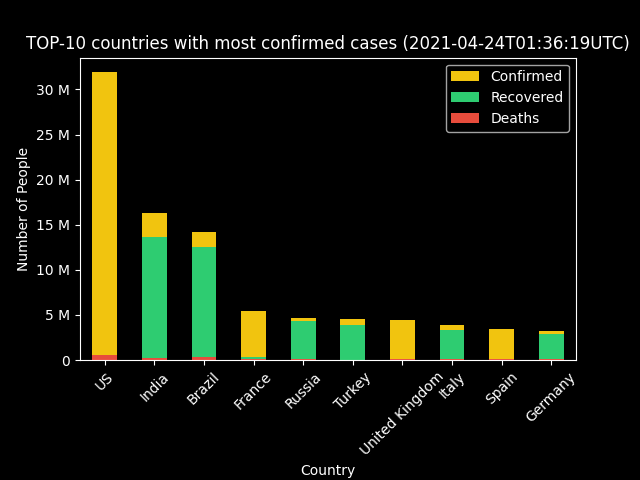 TOP-10 countries with most confirmed cases (2021-04-24T01:36:19UTC)
Confirmed
Recovered
Deaths
Number of People
30 M
25 M
20 M
15 M
10 M
5 M
0
US
India
Brazil
France
Russia
Turkey
United Kingdom
Italy
Spain
Germany
Country